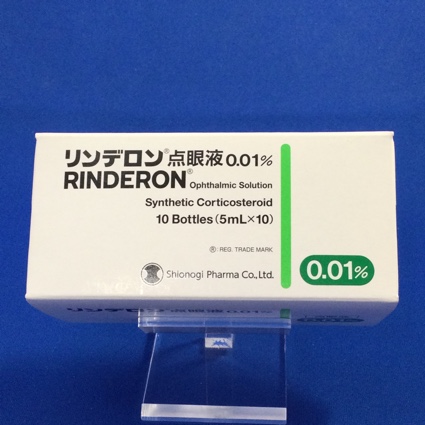 リンデロン®点眼液0.01%
RINDERON® Ophthalmic Solution
Synthetic Corticosteroid
10 Bottles (5mL×10)
®: REG. TRADE MARK
Shionogi Pharma Co., Ltd.
0.01%